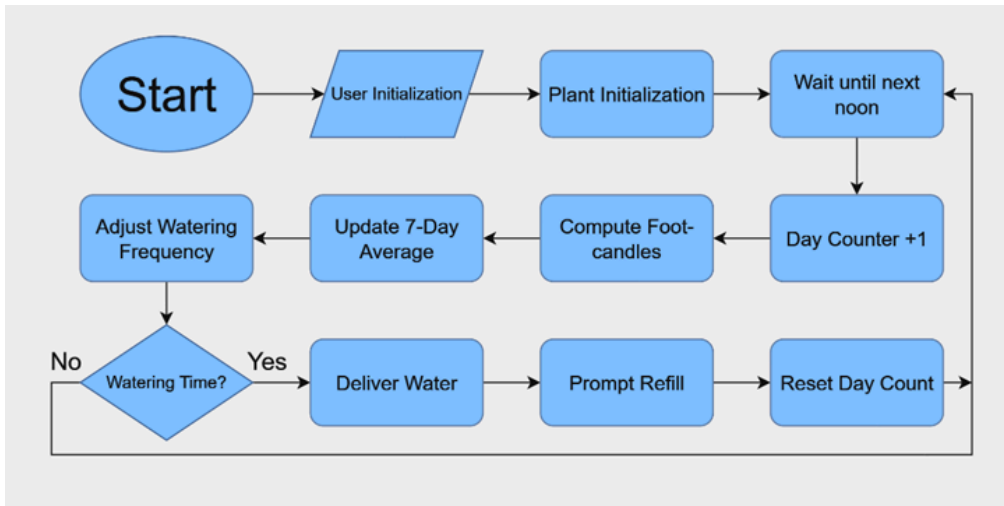 Start
User Initialization
Plant Initialization
Wait until next
noon
Adjust Watering
Frequency
Update 7-Day
Average
Compute Foot-
candles
Day Counter +1
No
Watering Time?
Yes
Deliver Water
Prompt Refill
Reset Day Count